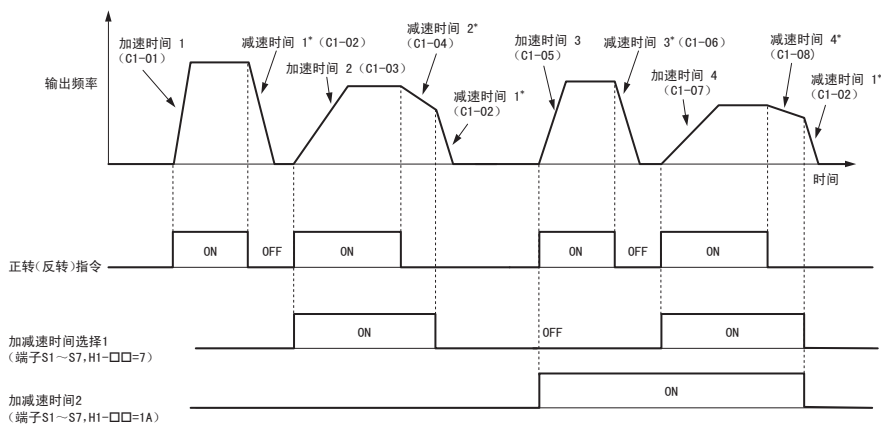 加速时间 1
(C1-01)
减速时间 1* (C1-02)
减速时间 2*
(C1-04)
加速时间 2 (C1-03)
减速时间 1*
(C1-02)
加速时间 3
(C1-05)
减速时间 3* (C1-06)
减速时间 4*
(C1-08)
加速时间 4
(C1-07)
减速时间 1*
(C1-02)
输出频率
时间
正转(反转)指令
ON
OFF
ON
ON
OFF
ON
加减速时间选择1
(端子S1～S7,H1-□□=7)
ON
OFF
ON
加减速时间2
(端子S1～S7,H1-□□=1A)
ON